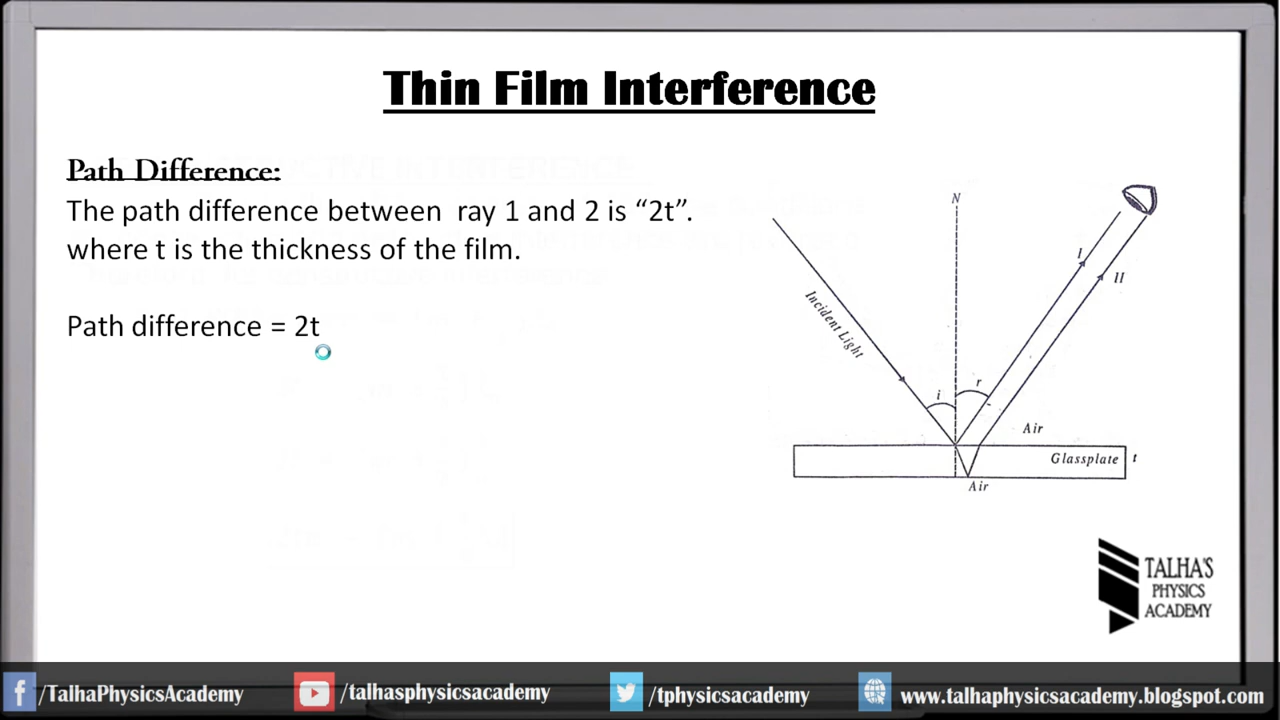 Thin Film Interference
Path Difference:
The path difference between ray 1 and 2 is “2t”.
where t is the thickness of the film.
Path difference = 2t
N
I
II
Incident Light
i
r
Air
Glassplate
t
Air
TALHA'S
PHYSICS
ACADEMY
/TalhaPhysicsAcademy
/talhasphysicsacademy
/tphysicsacademy
www.talhaphysicsacademy.blogspot.com